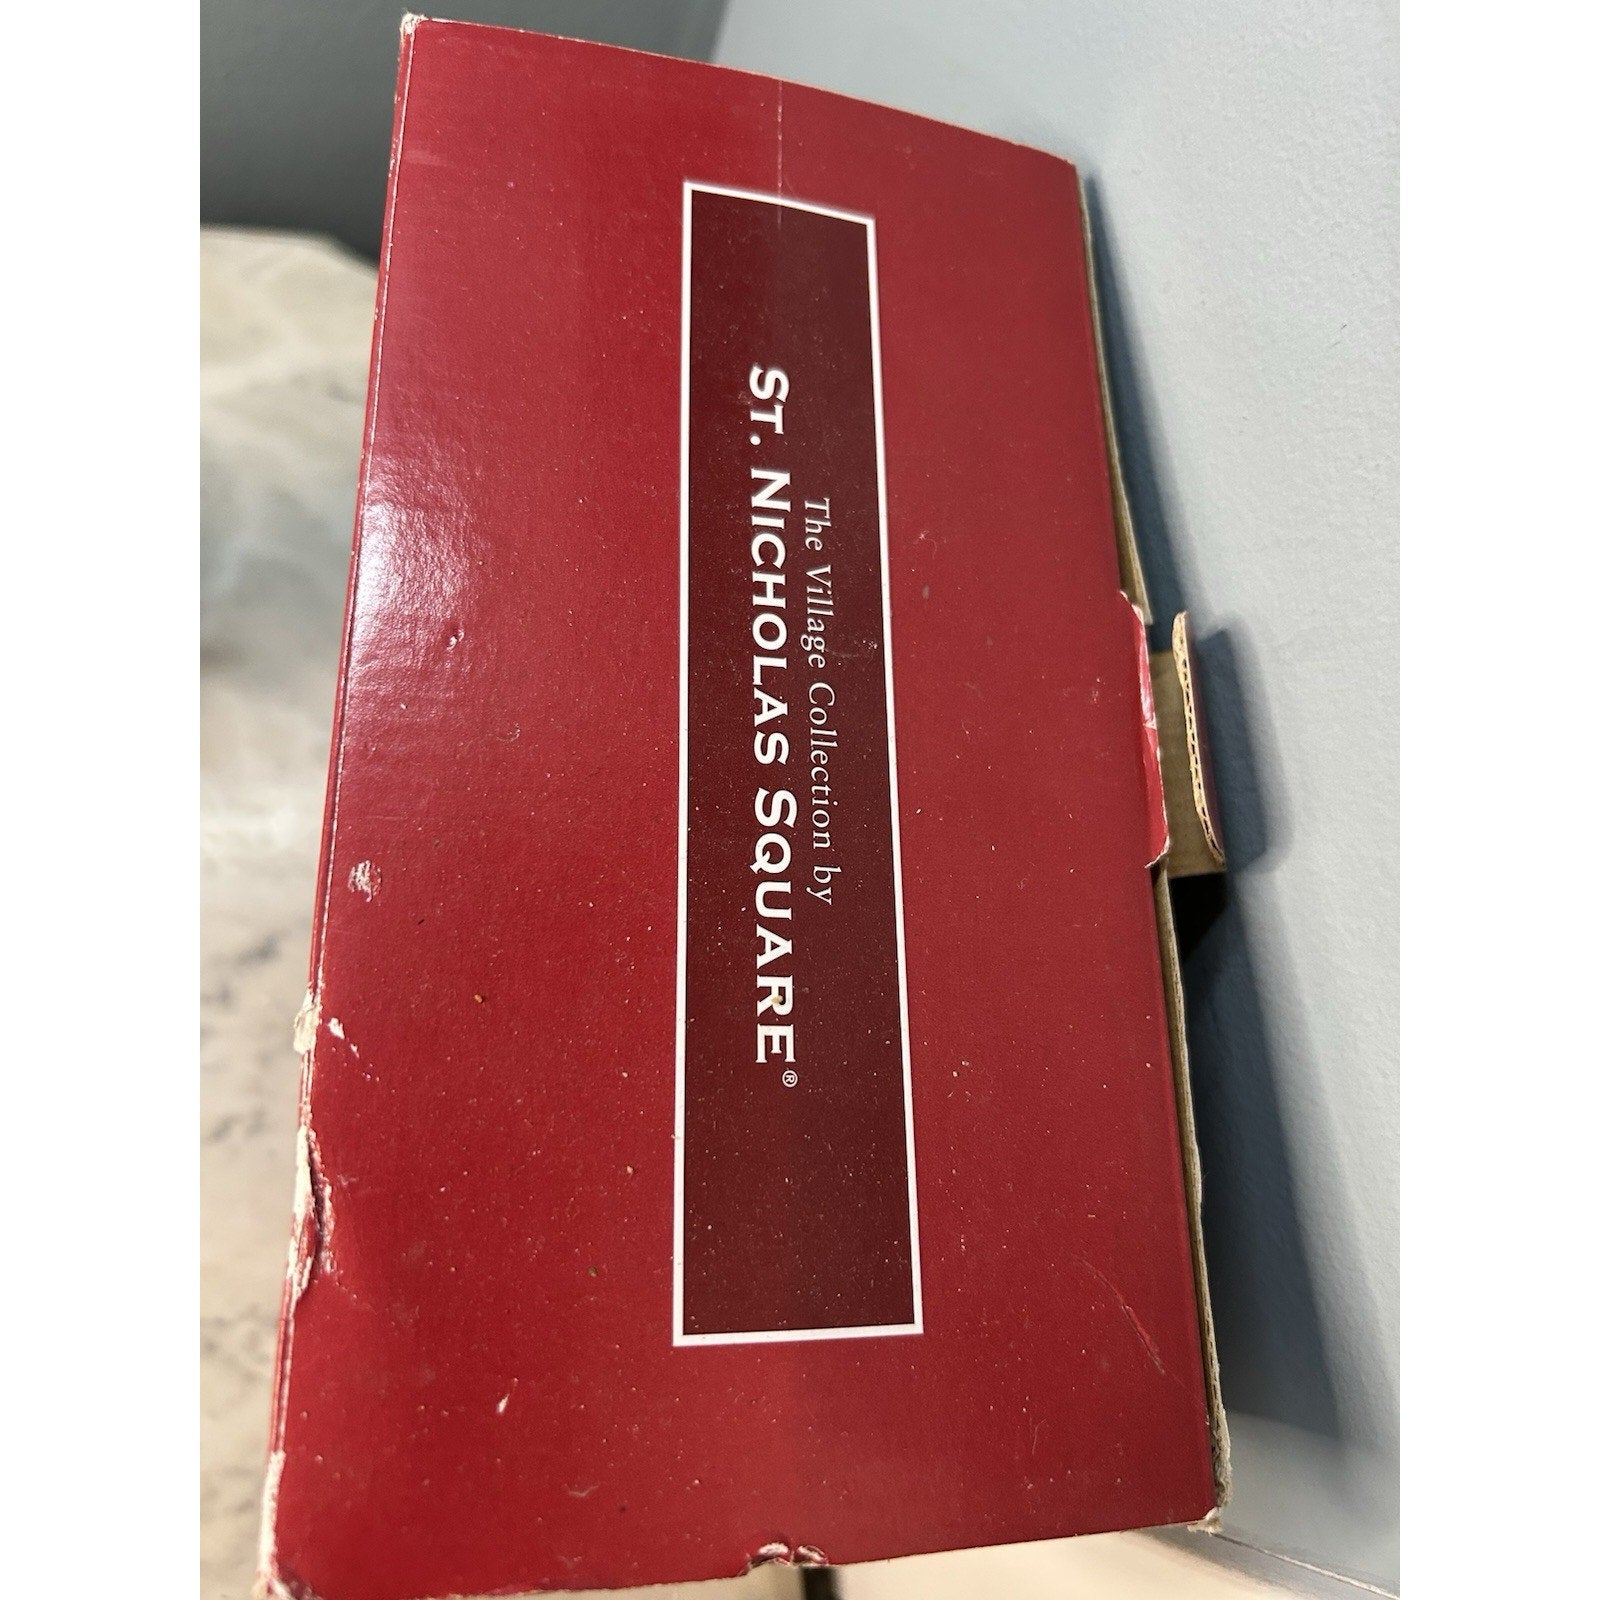 The Village Collection by
ST. NICHOLAS SQUARE®